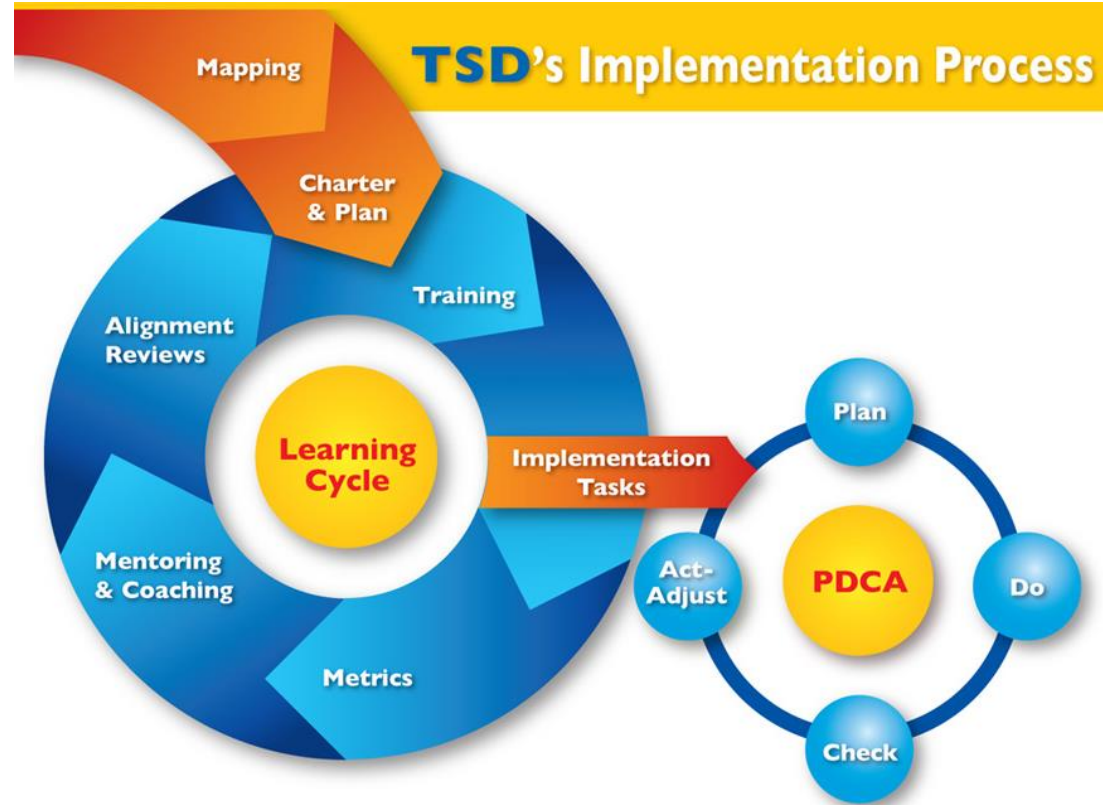 TSD's Implementation Process
Mapping
Charter
& Plan
Training
Alignment
Reviews
Learning
Cycle
Implementation
Tasks
Mentoring
& Coaching
Metrics
Plan
Act-
Adjust
PDCA
Do
Check